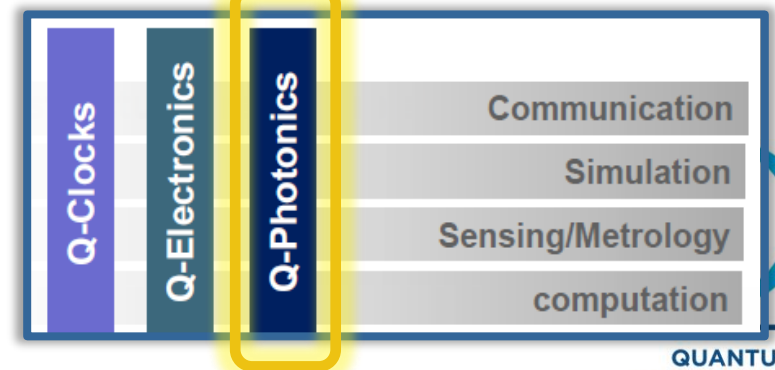 Q-Clocks
Q-Electronics
Q-Photonics
Communication
Simulation
Sensing/Metrology
computation
QUANTU